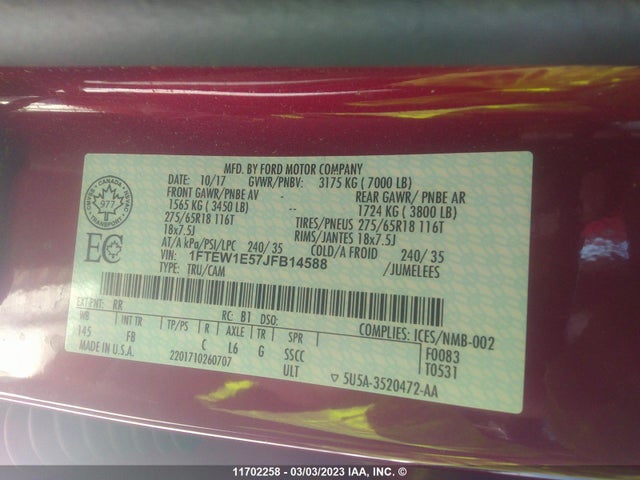 MFD. BY FORD MOTOR COMPANY
DATE: 10/17 GVWR/PNBV: 3175 KG ( 7000 LB)
FRONT GAWR/PNBE AV - REAR GAWR/ PNBE AR
1565 KG ( 3450 LB) -- 1724 KG ( 3800 LB)
275/65R18 116T TIRES/PNEUS 275/65R18 116T
18x7.5J RIMS/JANTES 18x7.5J
AT/A kPa/PSI/LPC 240/ 35 COLD/A FROID 240/ 35
VIN: 1FTEW1E57JFB14588 /JUMELEES
TYPE: TRU/CAM
CANADA
977
TRANSPORT
EC
RR RC: B1 DSO: COMPLIES: ICES/NMB-002
WB INT TR TP/PS R AXLE TR SPR F0083
145 FB C L6 G SSCC T0531
MADE IN U.S.A. 2201710260707 ULT ▽ 5U5A-3520472-AA
11702258 - 03/03/2023 IAA, INC. ©